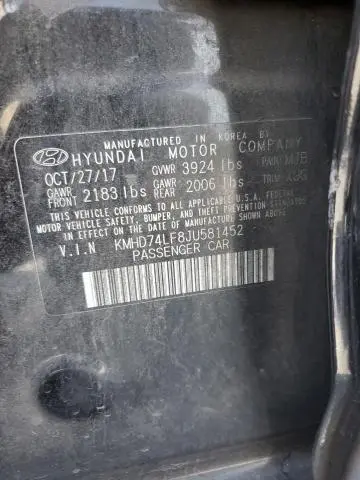 MANUFACTURED IN KOREA BY
HYUNDAI MOTOR COMPANY
OCT/27/17 GVWR 3924 lbs PAINT
GAWR FRONT 2183 lbs GAWR REAR 2006 lbs TRIM
THIS VEHICLE CONFORMS TO ALL APPLICABLE U.S.A. FEDERAL
MOTOR VEHICLE SAFETY, BUMPER, AND THEFT PREVENTION STANDARDS
IN EFFECT ON THE DATE OF MANUFACTURE SHOWN ABOVE.
V.I.N KMHD74LF8JU581452
PASSENGER CAR